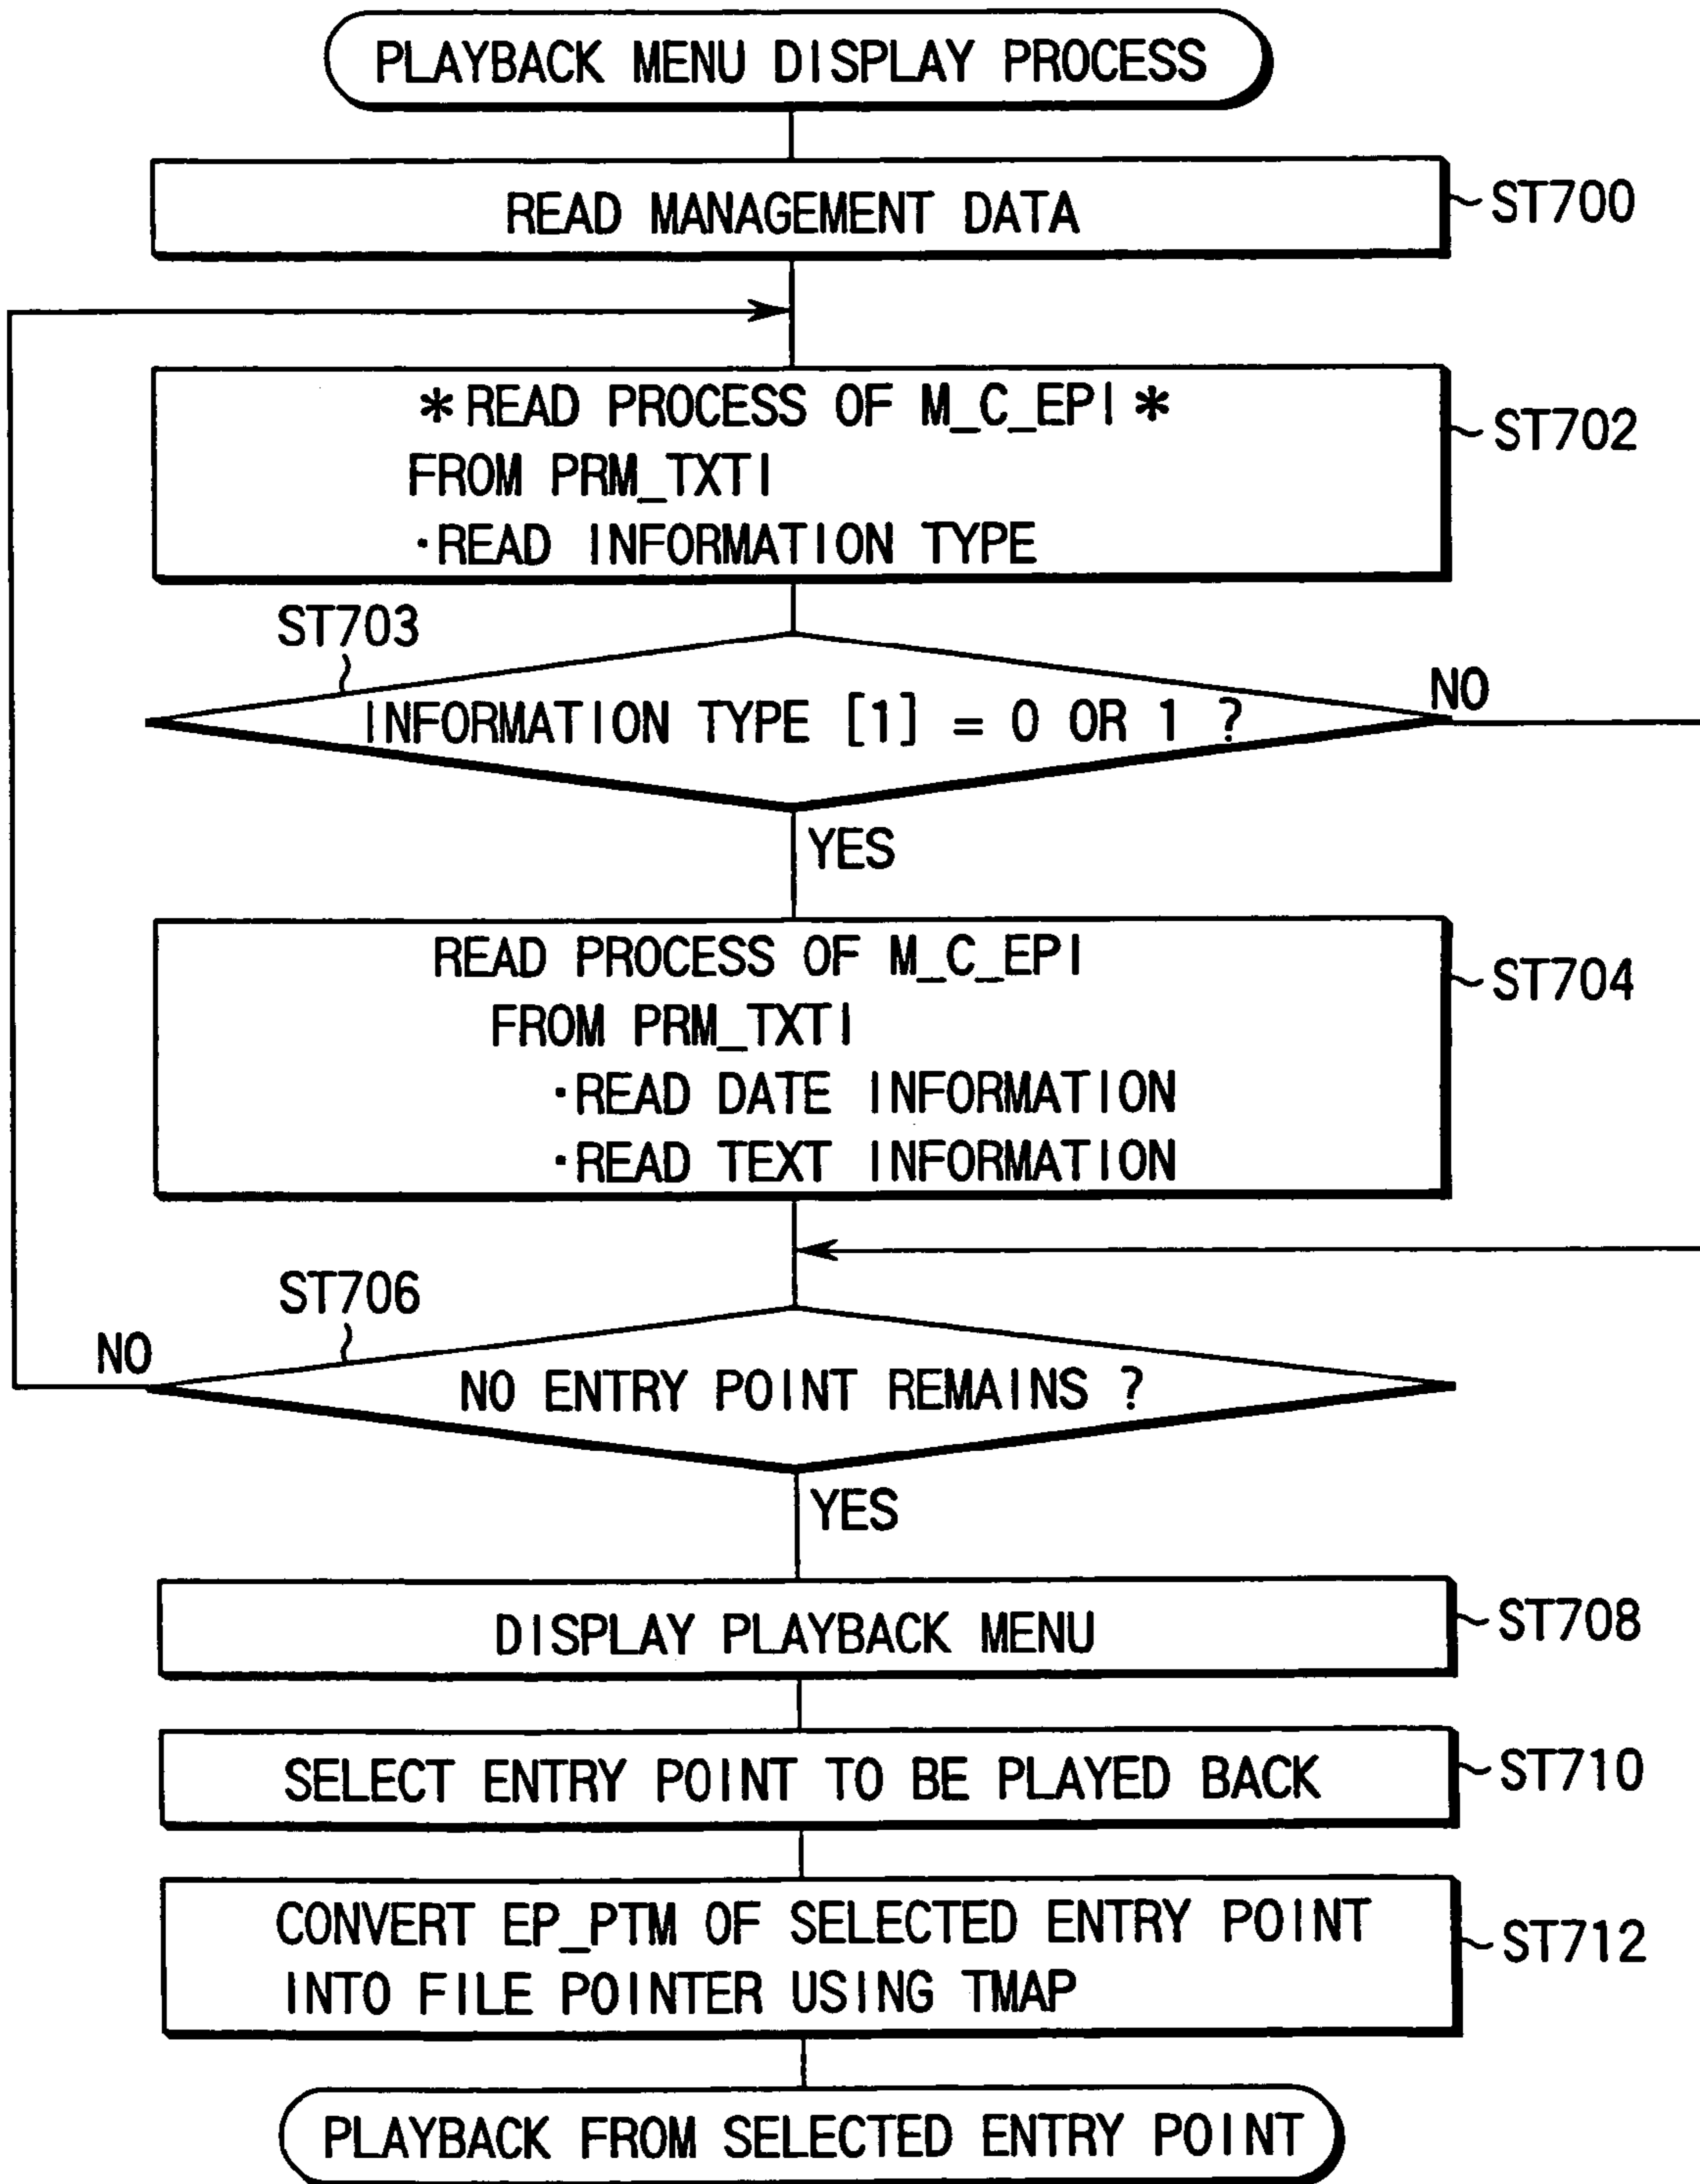 PLAYBACK MENU DISPLAY PROCESS
READ MANAGEMENT DATA
ST700
*READ PROCESS OF M_C_EPI*
FROM PRM_TXTI
·READ INFORMATION TYPE
ST702
ST703
INFORMATION TYPE [1] = 0 OR 1 ?
NO
YES
READ PROCESS OF M_C_EPI
FROM PRM_TXTI
·READ DATE INFORMATION
·READ TEXT INFORMATION
ST704
ST706
NO
NO ENTRY POINT REMAINS ?
YES
DISPLAY PLAYBACK MENU
ST708
SELECT ENTRY POINT TO BE PLAYED BACK
ST710
CONVERT EP_PTM OF SELECTED ENTRY POINT
INTO FILE POINTER USING TMAP
ST712
PLAYBACK FROM SELECTED ENTRY POINT